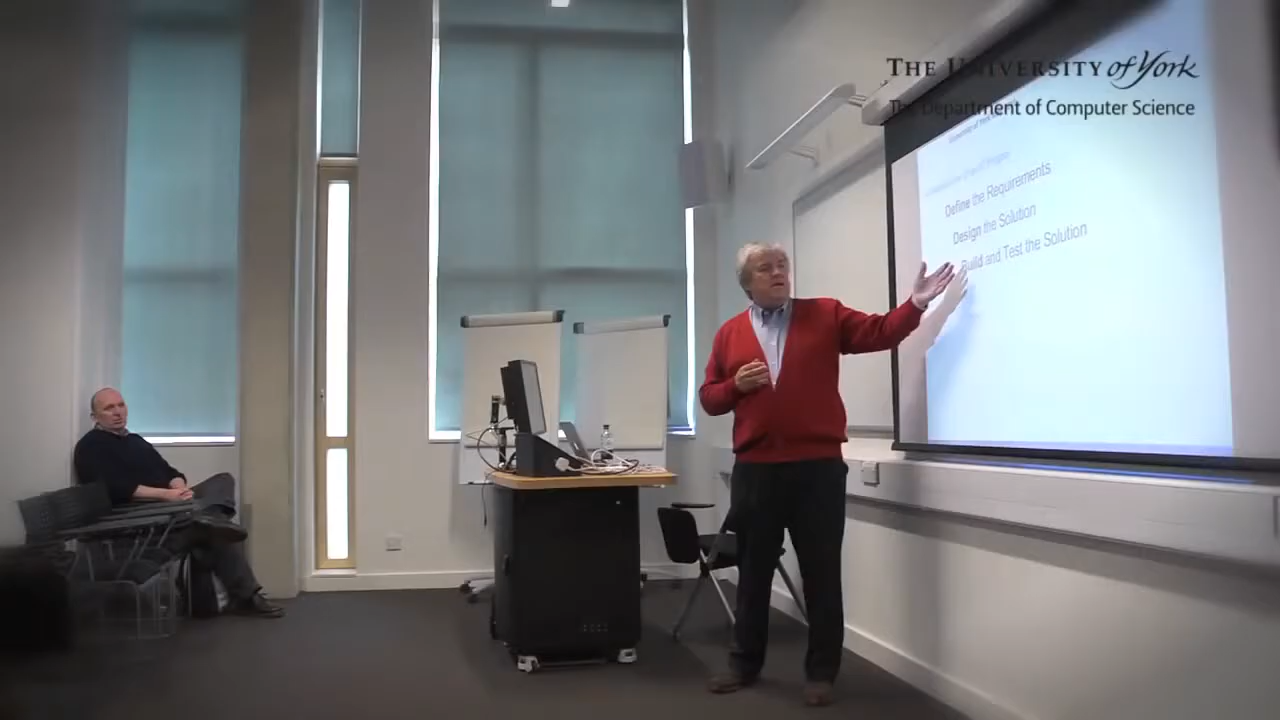 THE UNIVERSITY of York
The Department of Computer Science
Define the Requirements
Design the Solution
Build and Test the Solution